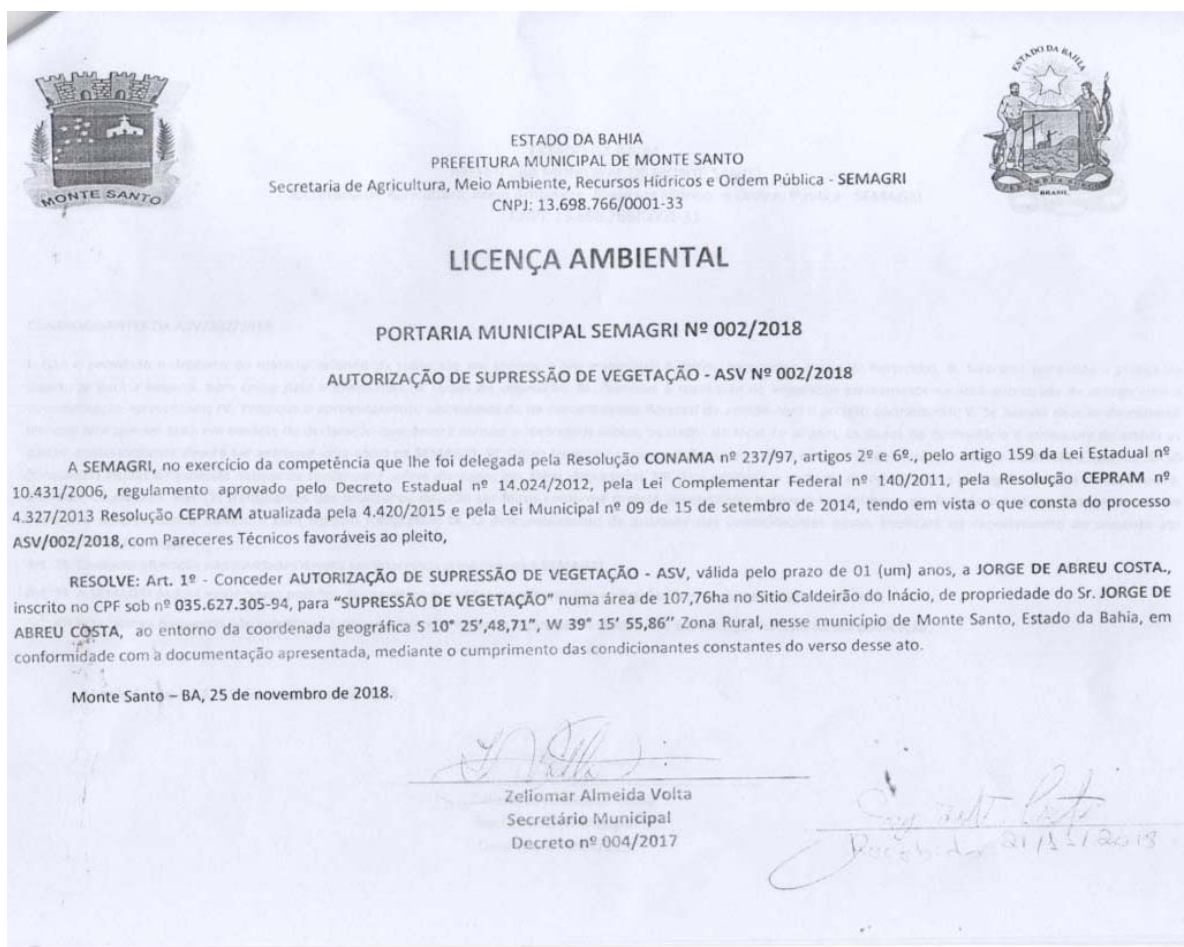 MONTE SANTO
ESTADO DA BAHIA
BRASIL
ESTADO DA BAHIA
PREFEITURA MUNICIPAL DE MONTE SANTO
Secretaria de Agricultura, Meio Ambiente, Recursos Hídricos e Ordem Pública - SEMAGRI
CNPJ: 13.698.766/0001-33
LICENÇA AMBIENTAL
PORTARIA MUNICIPAL SEMAGRI Nº 002/2018
AUTORIZAÇÃO DE SUPRESSÃO DE VEGETAÇÃO - ASV Nº 002/2018
A SEMAGRI, no exercício da competência que lhe foi delegada pela Resolução CONAMA nº 237/97, artigos 2º e 6º., pelo artigo 159 da Lei Estadual nº
10.431/2006, regulamento aprovado pelo Decreto Estadual nº 14.024/2012, pela Lei Complementar Federal nº 140/2011, pela Resolução CEPRAM nº
4.327/2013 Resolução CEPRAM atualizada pela 4.420/2015 e pela Lei Municipal nº 09 de 15 de setembro de 2014, tendo em vista o que consta do processo
ASV/002/2018, com Pareceres Técnicos favoráveis ao pleito,
RESOLVE: Art. 1º - Conceder AUTORIZAÇÃO DE SUPRESSÃO DE VEGETAÇÃO - ASV, válida pelo prazo de 01 (um) anos, a JORGE DE ABREU COSTA.,
inscrito no CPF sob nº 035.627.305-94, para “SUPRESSÃO DE VEGETAÇÃO” numa área de 107,76ha no Sitio Caldeirão do Inácio, de propriedade do Sr. JORGE DE
ABREU COSTA, ao entorno da coordenada geográfica S 10° 25’,48,71”, W 39° 15’ 55,86’’ Zona Rural, nesse município de Monte Santo, Estado da Bahia, em
conformidade com a documentação apresentada, mediante o cumprimento das condicionantes constantes do verso desse ato.
Monte Santo – BA, 25 de novembro de 2018.
Zeliomar Almeida Volta
Secretário Municipal
Decreto nº 004/2017